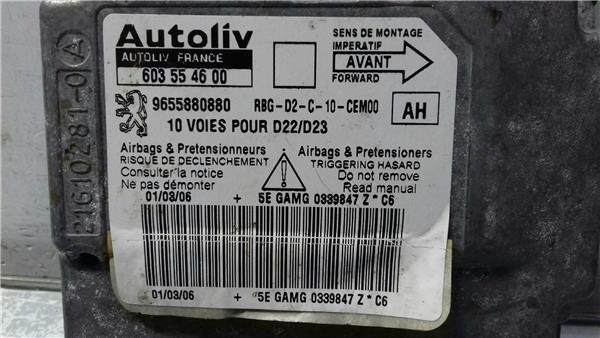 Autoliv
AUTOLIV FRANCE
603 55 46 00
SENS DE MONTAGE
IMPERATIF
AVANT
FORWARD
9655880880
RBG-D2-C-10-CEM00
AH
10 VOIES POUR D22/D23
Airbags & Pretensionneurs
RISQUE DE DECLENCHEMENT
Consulter la notice
Ne pas démonter
Airbags & Pretensioners
TRIGGERING HASARD
Do not remove
Read manual
01/03/06 + 5E GAMG 0339847 Z * C6
01/03/06 + 5E GAMG 0339847 Z * C6
21610281-0 A